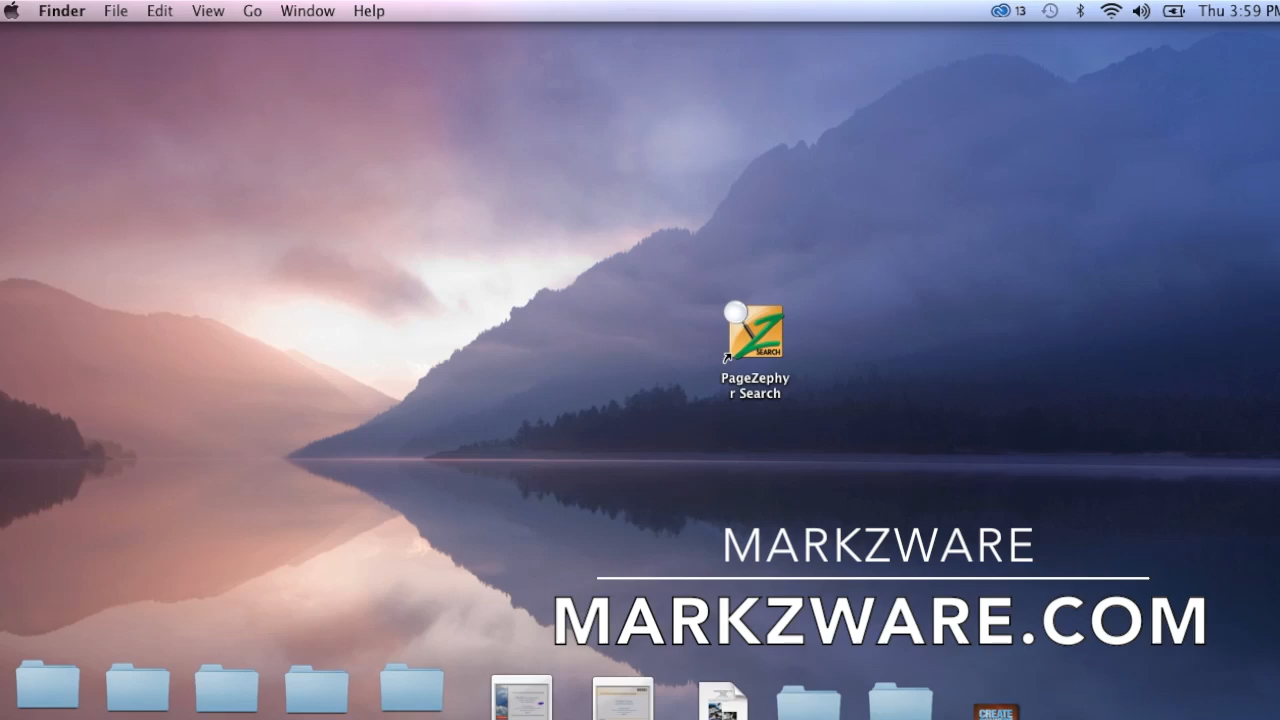 Finder File Edit View Go Window Help 13 Thu 3:59 PM
SEARCH
PageZephy
r Search
MARKZWARE
MARKZWARE.COM
CREATE